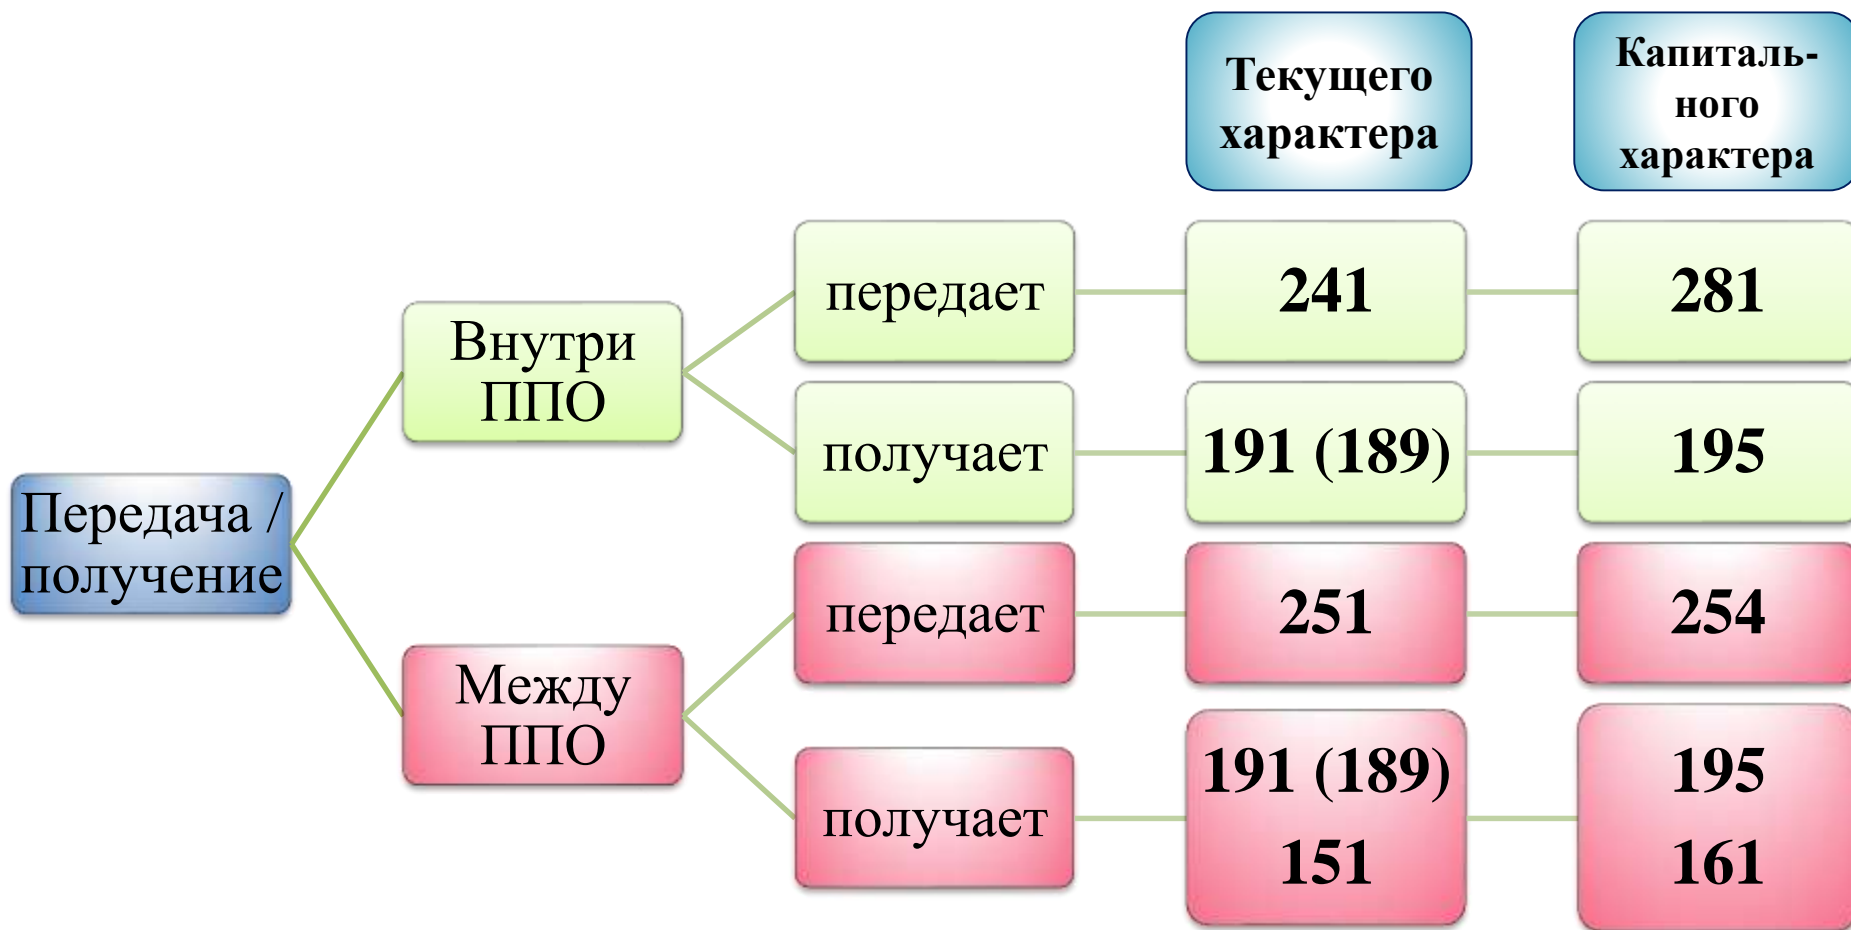 Текущего
характера
Капиталь-
ного
характера
передает
241
281
Внутри
ППО
получает
191 (189)
195
Передача /
получение
передает
251
254
Между
ППО
получает
191 (189)
151
195
161